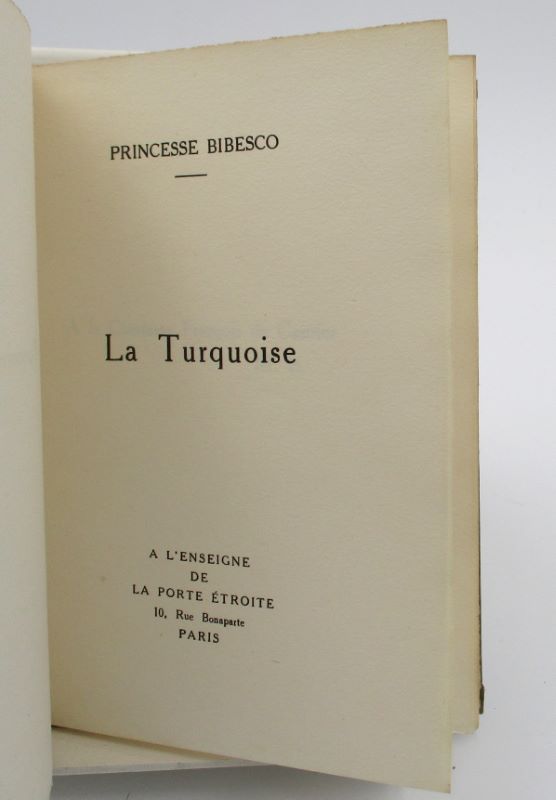 PRINCESSE BIBESCO
La Turquoise
A L'ENSEIGNE
DE
LA PORTE ÉTROITE
10, Rue Bonaparte
PARIS